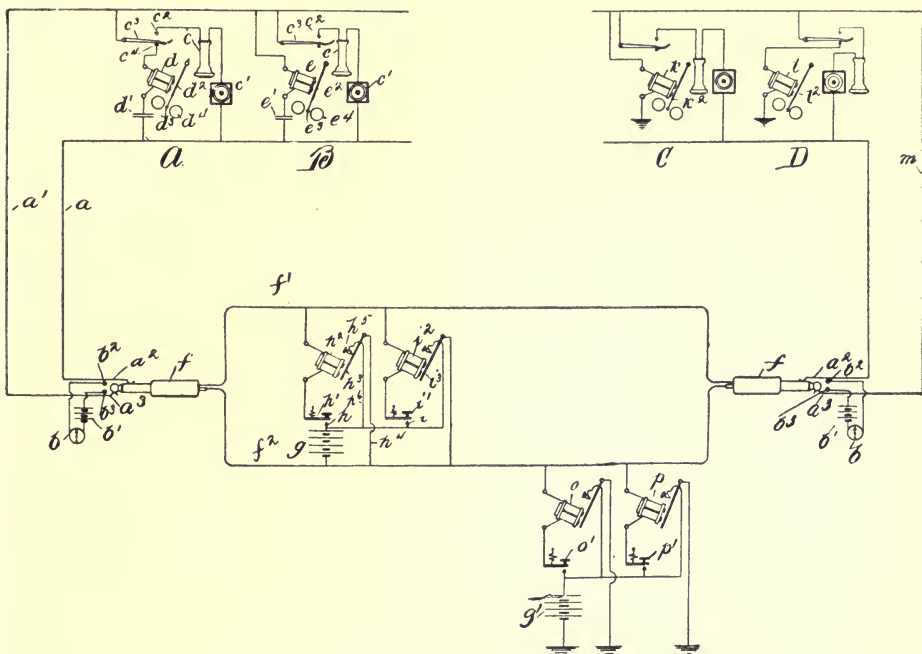 c³ c² c c⁴ d d' d² d³ d⁴ c' A
c³ c² c e e' e² e³ e⁴ c' B
k k² C
l l² D
a' a m
f'
b² a² f b³ a³ b b'
h² h⁵ h³ h' h h⁶ h⁴ g
i² i³ i' i
f²
f a² b² a³ b³ b' b
o o' g'
p p'